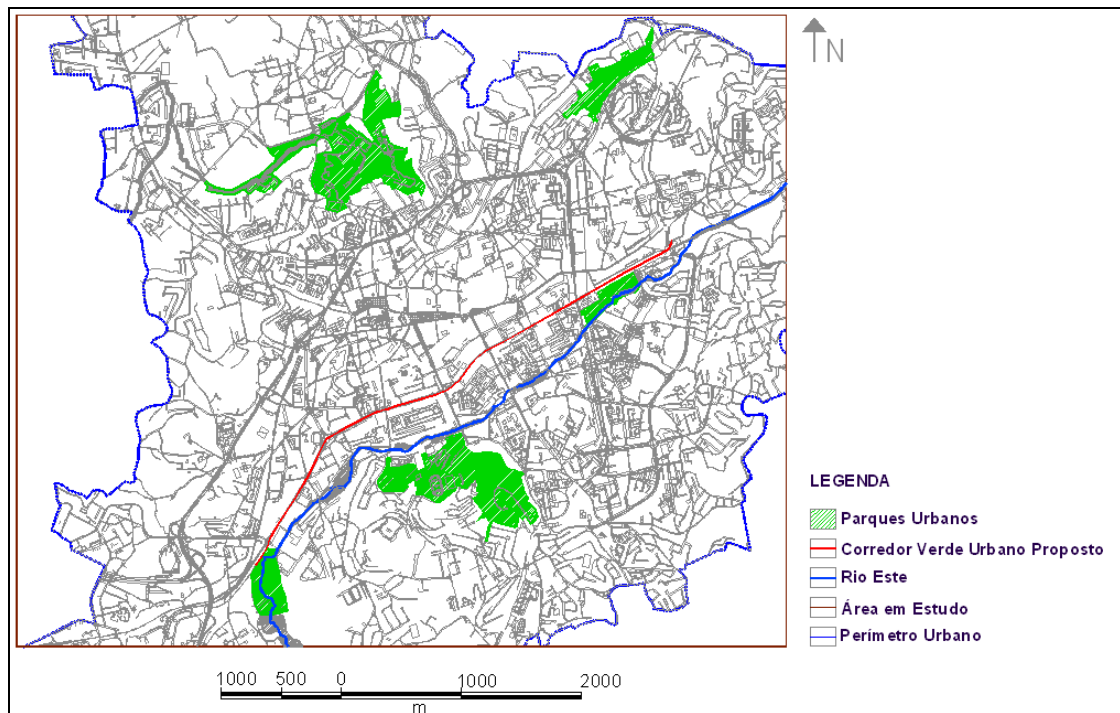 N
LEGENDA
Parques Urbanos
Corredor Verde Urbano Proposto
Rio Este
Área em Estudo
Perímetro Urbano
1000 500 0 1000 2000
m